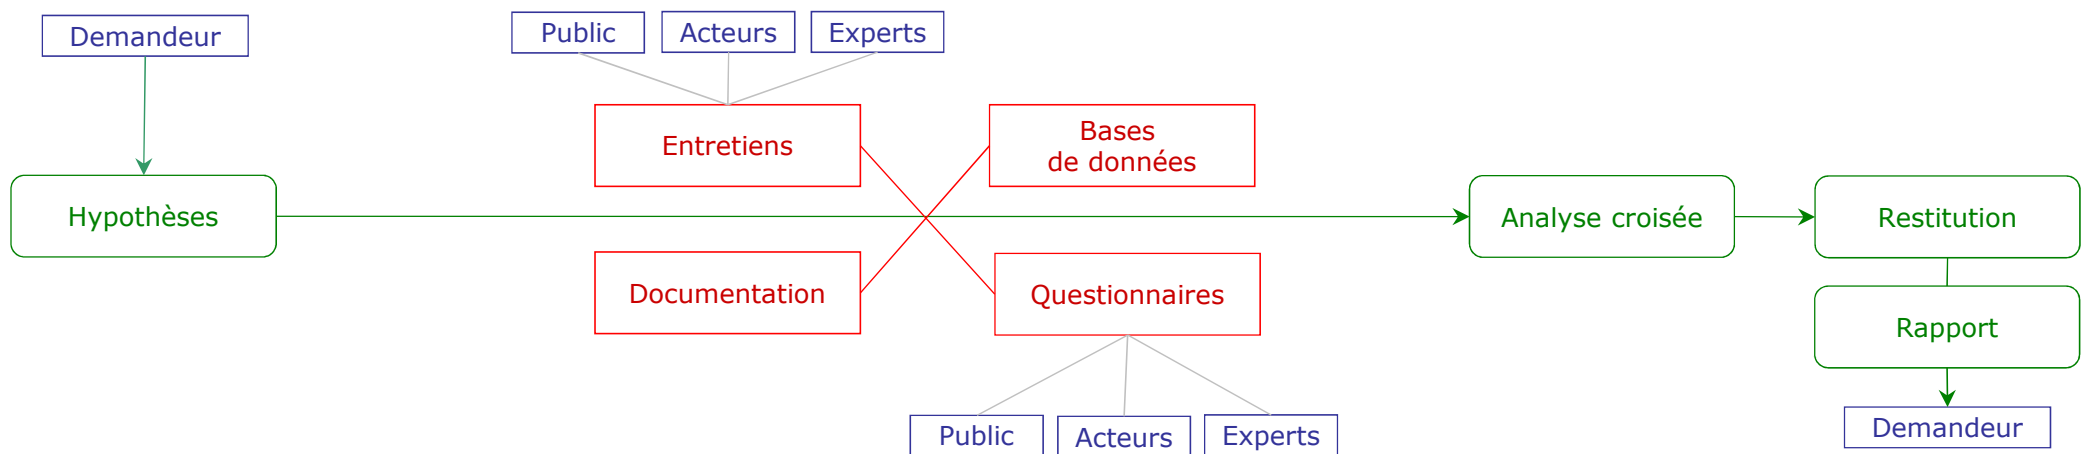 Demandeur
Public
Acteurs
Experts
Entretiens
Bases
de données
Hypothèses
Analyse croisée
Restitution
Documentation
Questionnaires
Rapport
Public
Acteurs
Experts
Demandeur